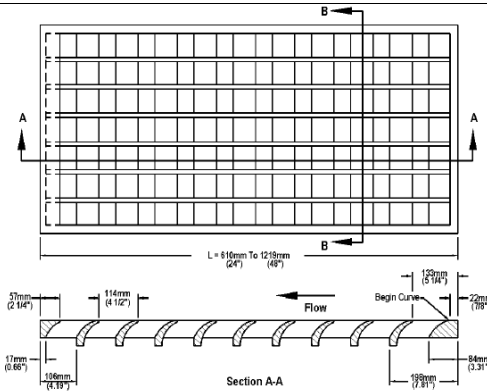 B
A
A
B
L = 610mm To 1219mm
(24") (48")
57mm
(2 1/4")
114mm
(4 1/2")
Flow
133mm
(5 1/4")
Begin Curve
22mm
(7/8")
17mm
(0.66")
106mm
(4.19")
Section A-A
198mm
(7.81")
84mm
(3.31")